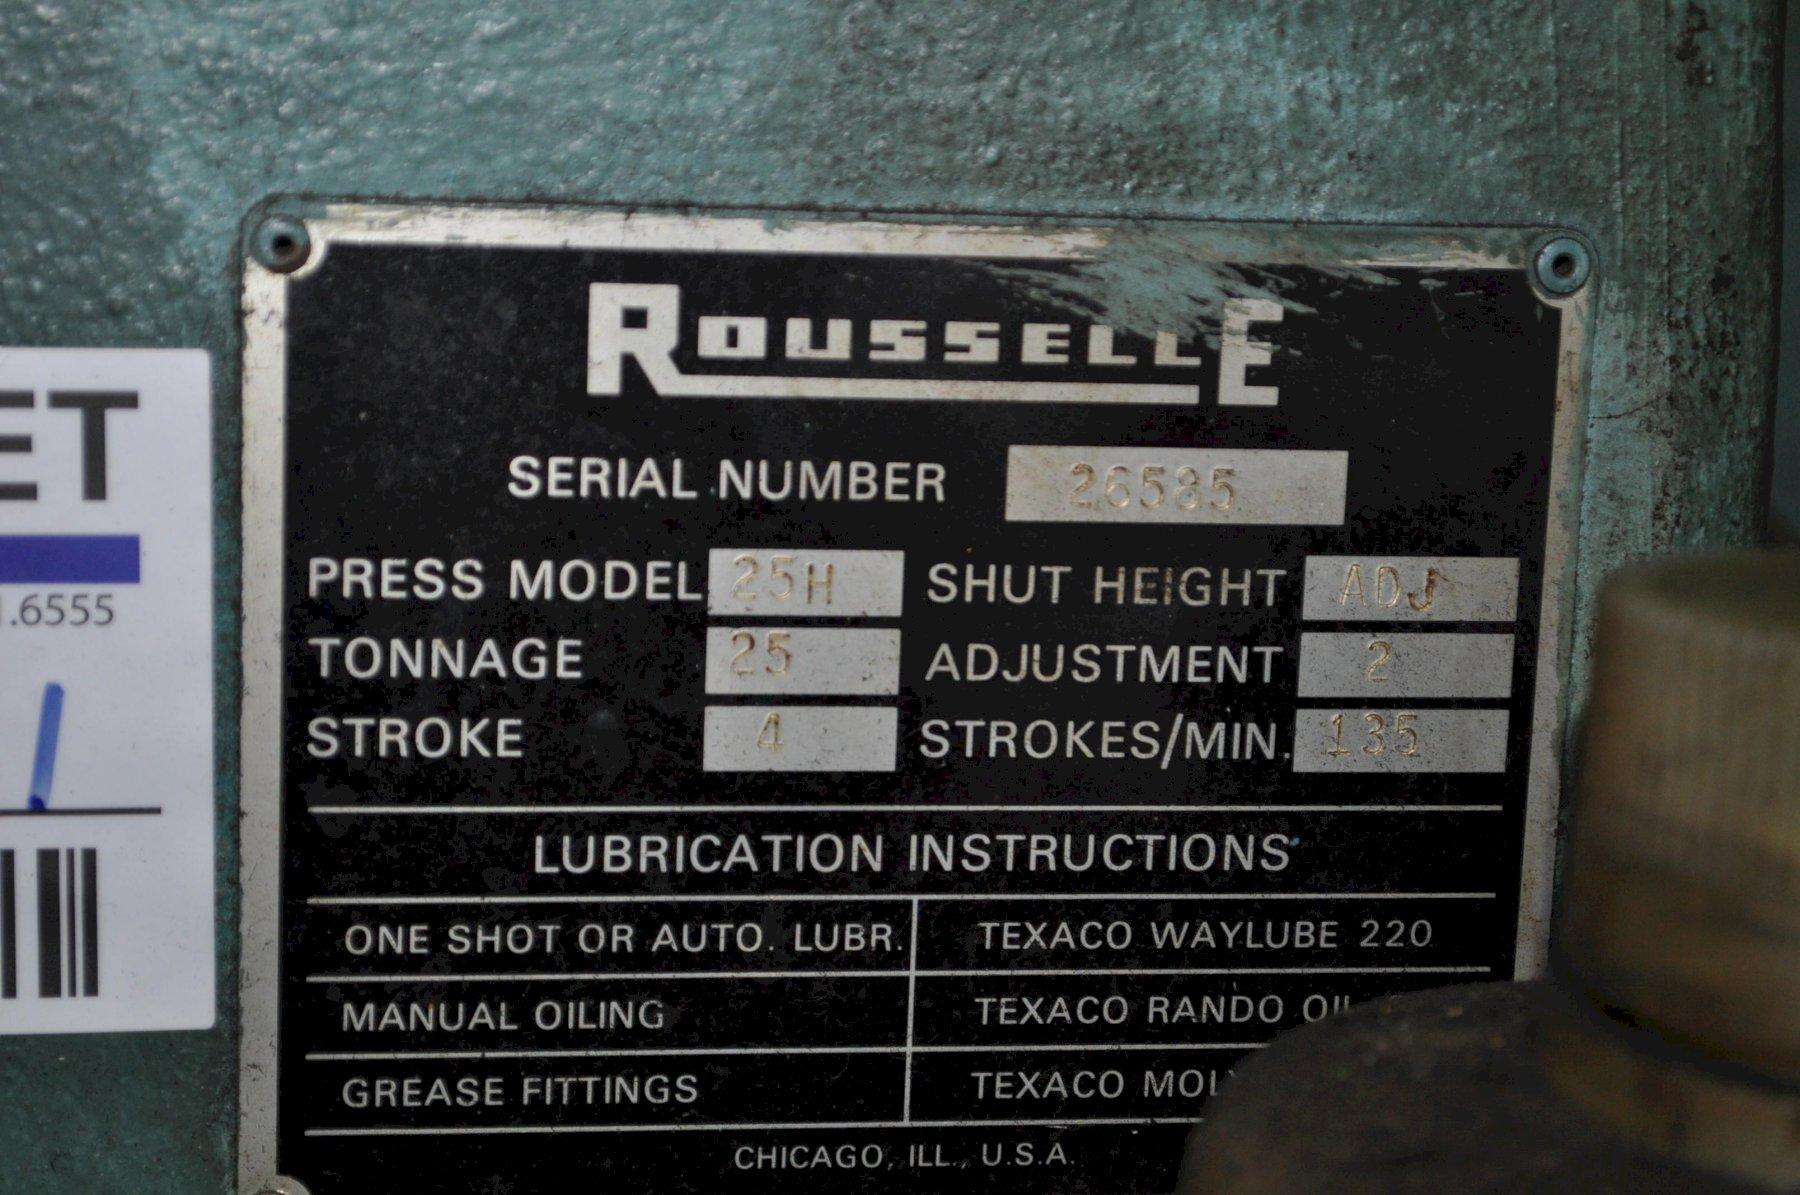 ROUSSELLE
SERIAL NUMBER 26585
PRESS MODEL 25H SHUT HEIGHT ADJ
TONNAGE 25 ADJUSTMENT 2
STROKE 4 STROKES/MIN. 135
LUBRICATION INSTRUCTIONS
ONE SHOT OR AUTO. LUBR. TEXACO WAYLUBE 220
MANUAL OILING TEXACO RANDO OIL
GREASE FITTINGS TEXACO
CHICAGO, ILL., U.S.A.
ET
.6555